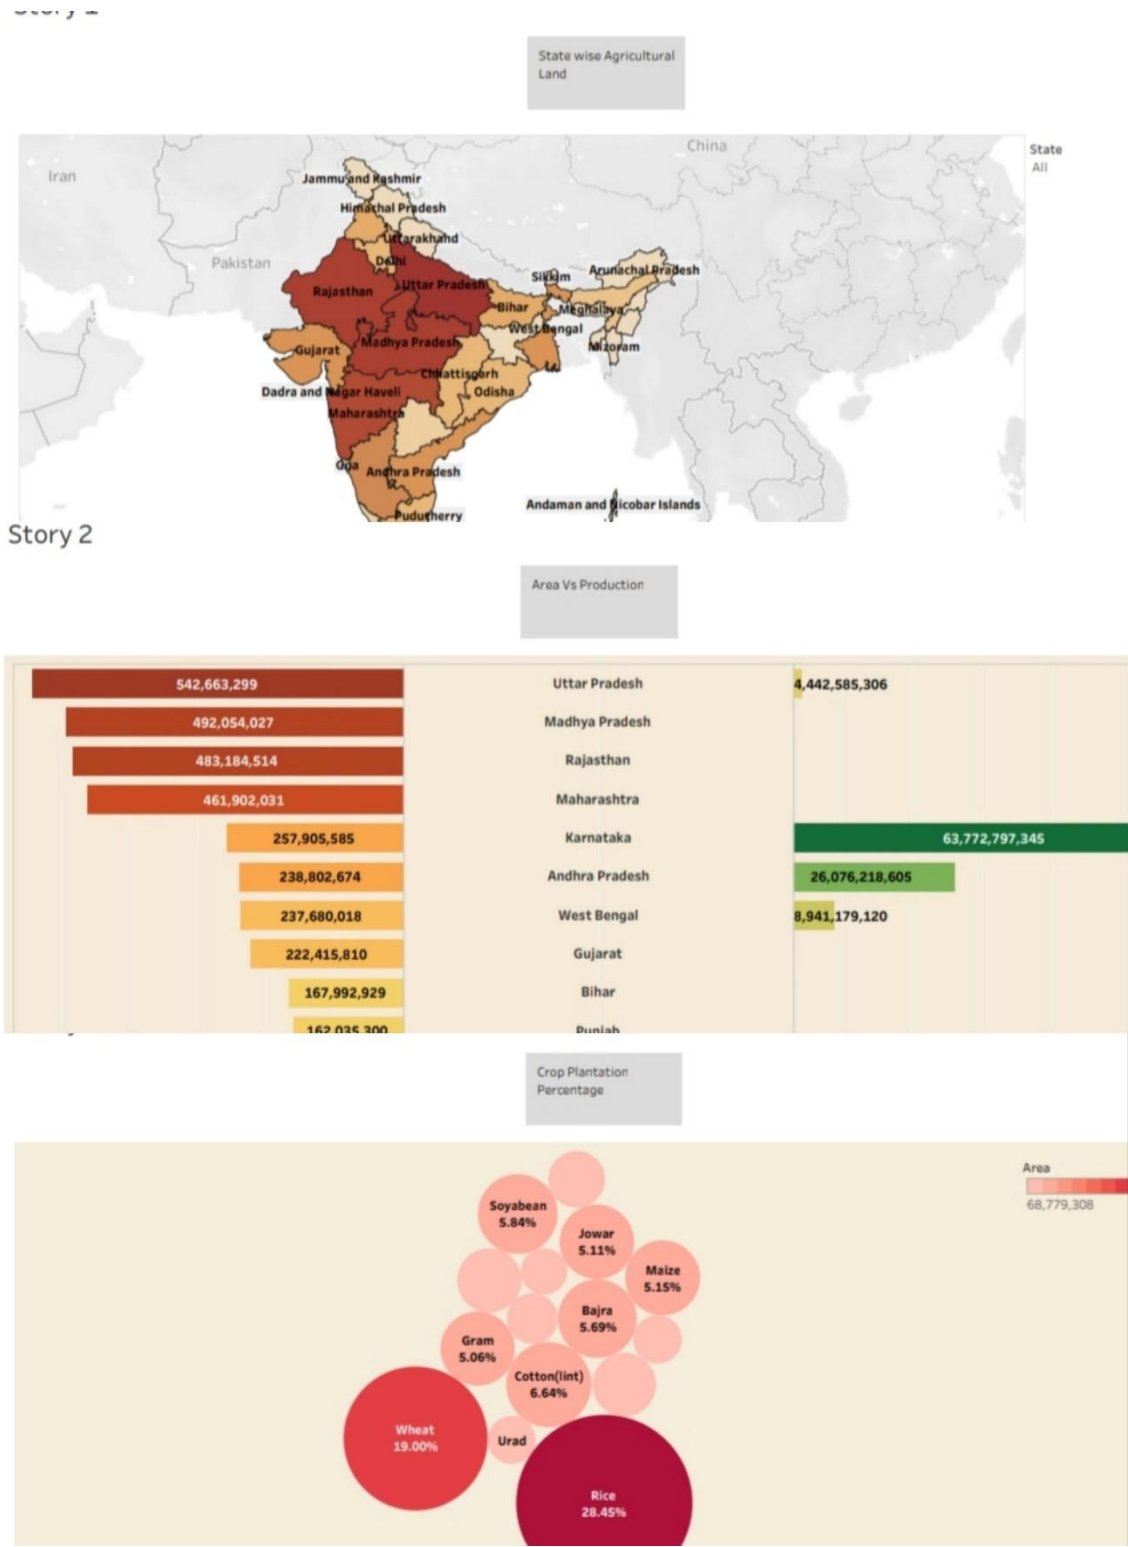 Story 1
State wise Agricultural
Land
China
State
All
Iran
Jammu and Kashmir
Himachal Pradesh
Uttarakhand
Pakistan
Delhi
Sikkim
Arunachal Pradesh
Rajasthan
Uttar Pradesh
Bihar
Meghalaya
West Bengal
Madhya Pradesh
Mizoram
Gujarat
Chhattisgarh
Dadra and Nagar Haveli
Odisha
Maharashtra
Goa
Andhra Pradesh
Andaman and Nicobar Islands
Puducherry
Story 2
Area Vs Production
542,663,299 Uttar Pradesh 4,442,585,306
492,054,027 Madhya Pradesh
483,184,514 Rajasthan
461,902,031 Maharashtra
257,905,585 Karnataka 63,772,797,345
238,802,674 Andhra Pradesh 26,076,218,605
237,680,018 West Bengal 8,941,179,120
222,415,810 Gujarat
167,992,929 Bihar
162,035,300 Punjab
Crop Plantation
Percentage
Area
68,779,308
Soyabean
5.84%
Jowar
5.11%
Maize
5.15%
Bajra
5.69%
Gram
5.06%
Cotton(lint)
6.64%
Wheat
19.00%
Urad
Rice
28.45%